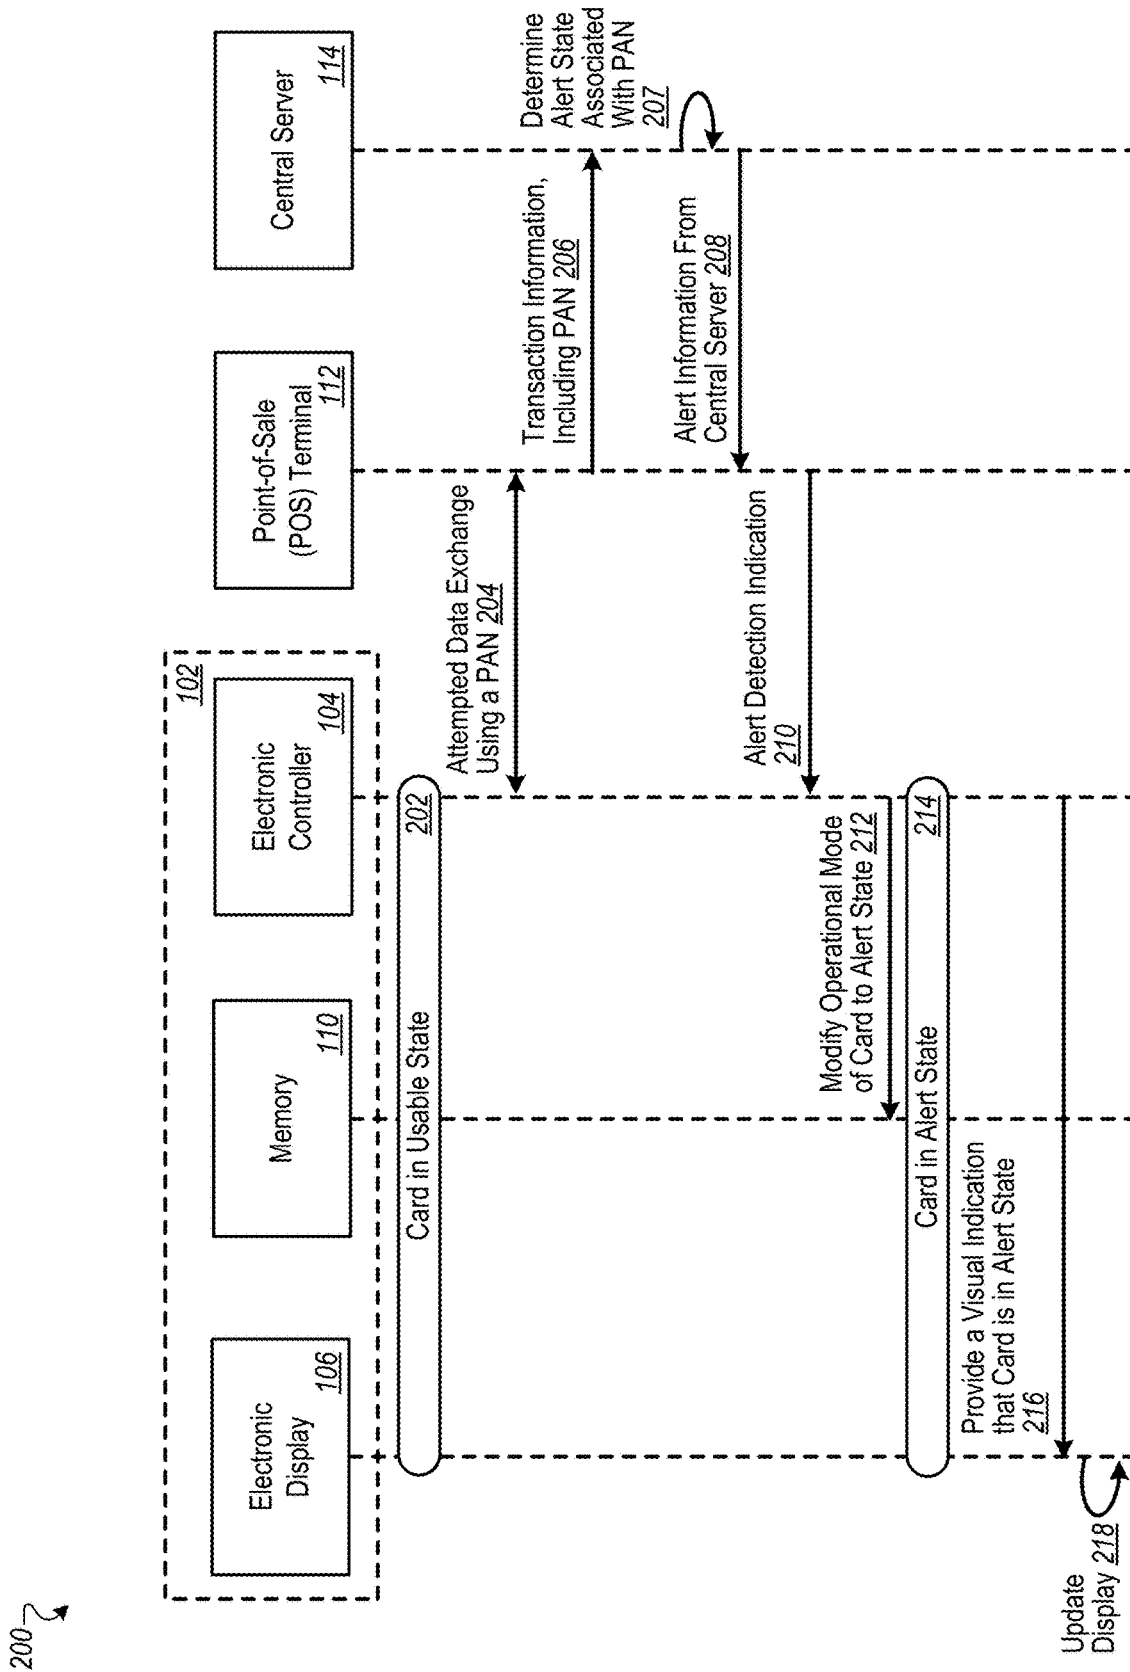 200
102
Electronic
Display
106
Memory
110
Electronic
Controller
104
Point-of-Sale
(POS) Terminal
112
Central Server
114
Card in Usable State
202
Attempted Data Exchange
Using a PAN 204
Transaction Information,
Including PAN 206
Determine
Alert State
Associated
With PAN
207
Alert Information From
Central Server 208
Alert Detection Indication
210
Modify Operational Mode
of Card to Alert State 212
Card in Alert State
214
Provide a Visual Indication
that Card is in Alert State
216
Update
Display 218